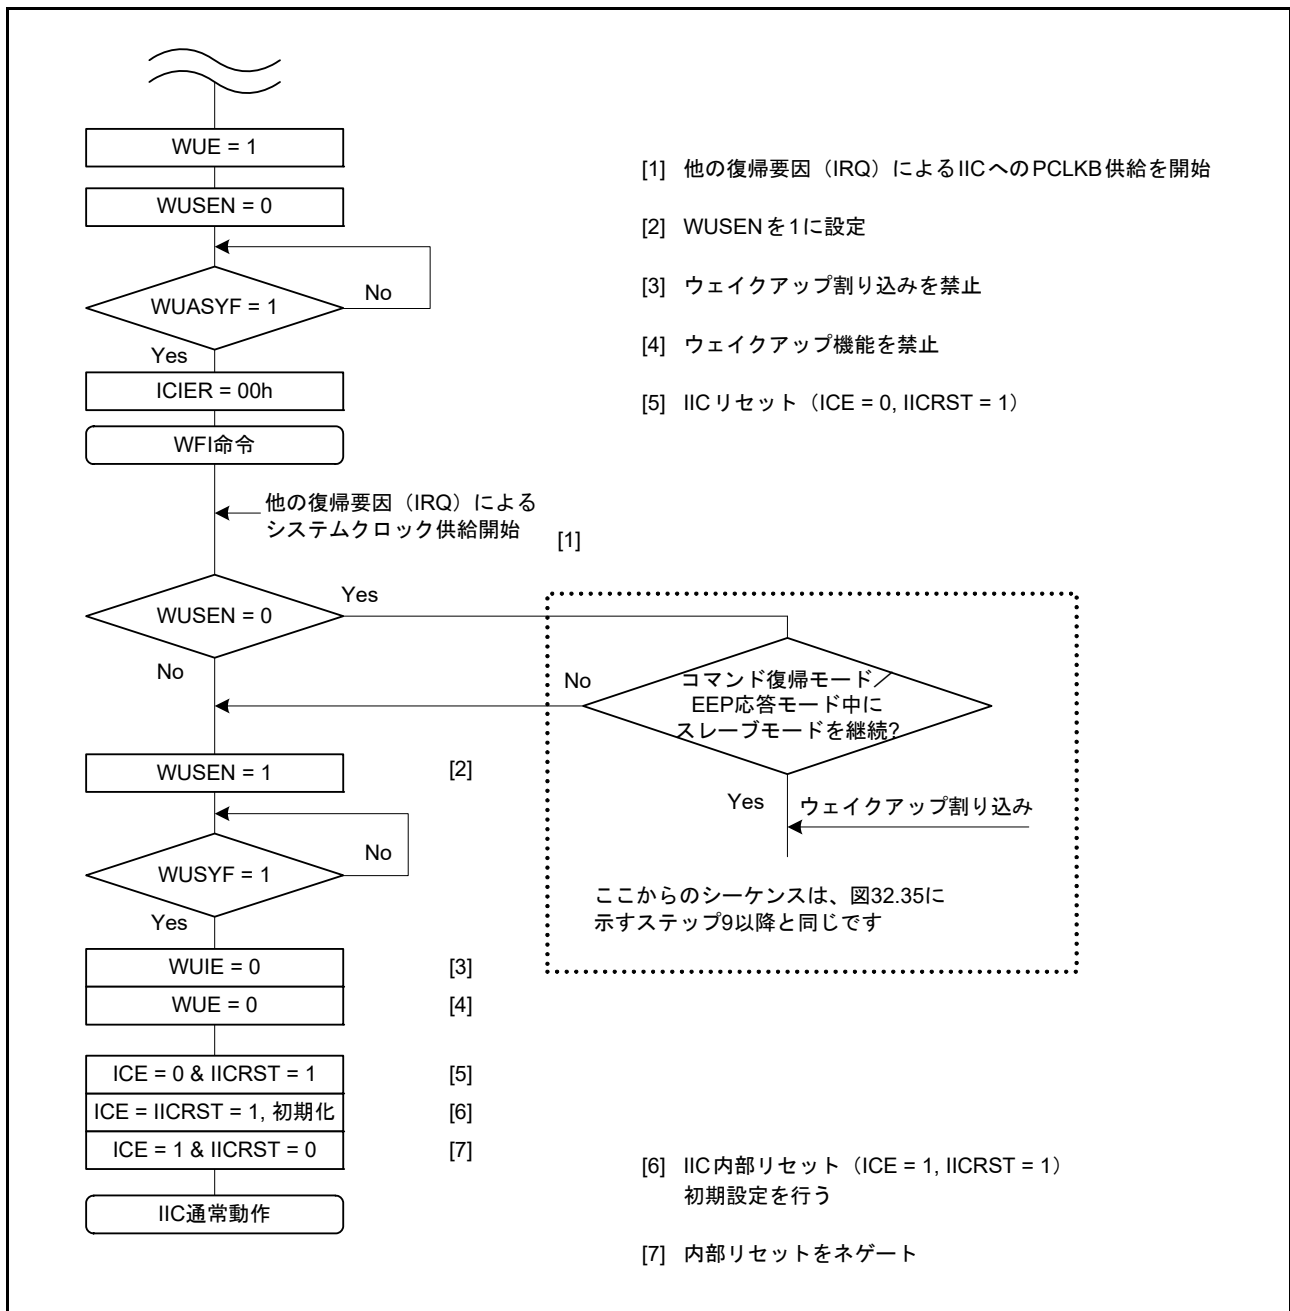 WUE = 1
[1] 他の復帰要因（IRQ）によるIICへのPCLKB供給を開始
WUSEN = 0
[2] WUSENを1に設定
[3] ウェイクアップ割り込みを禁止
WUASYF = 1
No
[4] ウェイクアップ機能を禁止
Yes
ICIER = 00h
[5] IICリセット（ICE = 0, IICRST = 1）
WFI命令
他の復帰要因（IRQ）による
システムクロック供給開始
[1]
WUSEN = 0
Yes
No
コマンド復帰モード／
EEP応答モード中に
スレーブモードを継続?
No
WUSEN = 1
[2]
Yes
ウェイクアップ割り込み
WUSYF = 1
No
Yes
ここからのシーケンスは、図32.35に
示すステップ9以降と同じです
WUIE = 0
[3]
WUE = 0
[4]
ICE = 0 & IICRST = 1
[5]
ICE = IICRST = 1, 初期化
[6]
ICE = 1 & IICRST = 0
[7]
[6] IIC内部リセット（ICE = 1, IICRST = 1）
初期設定を行う
IIC通常動作
[7] 内部リセットをネゲート